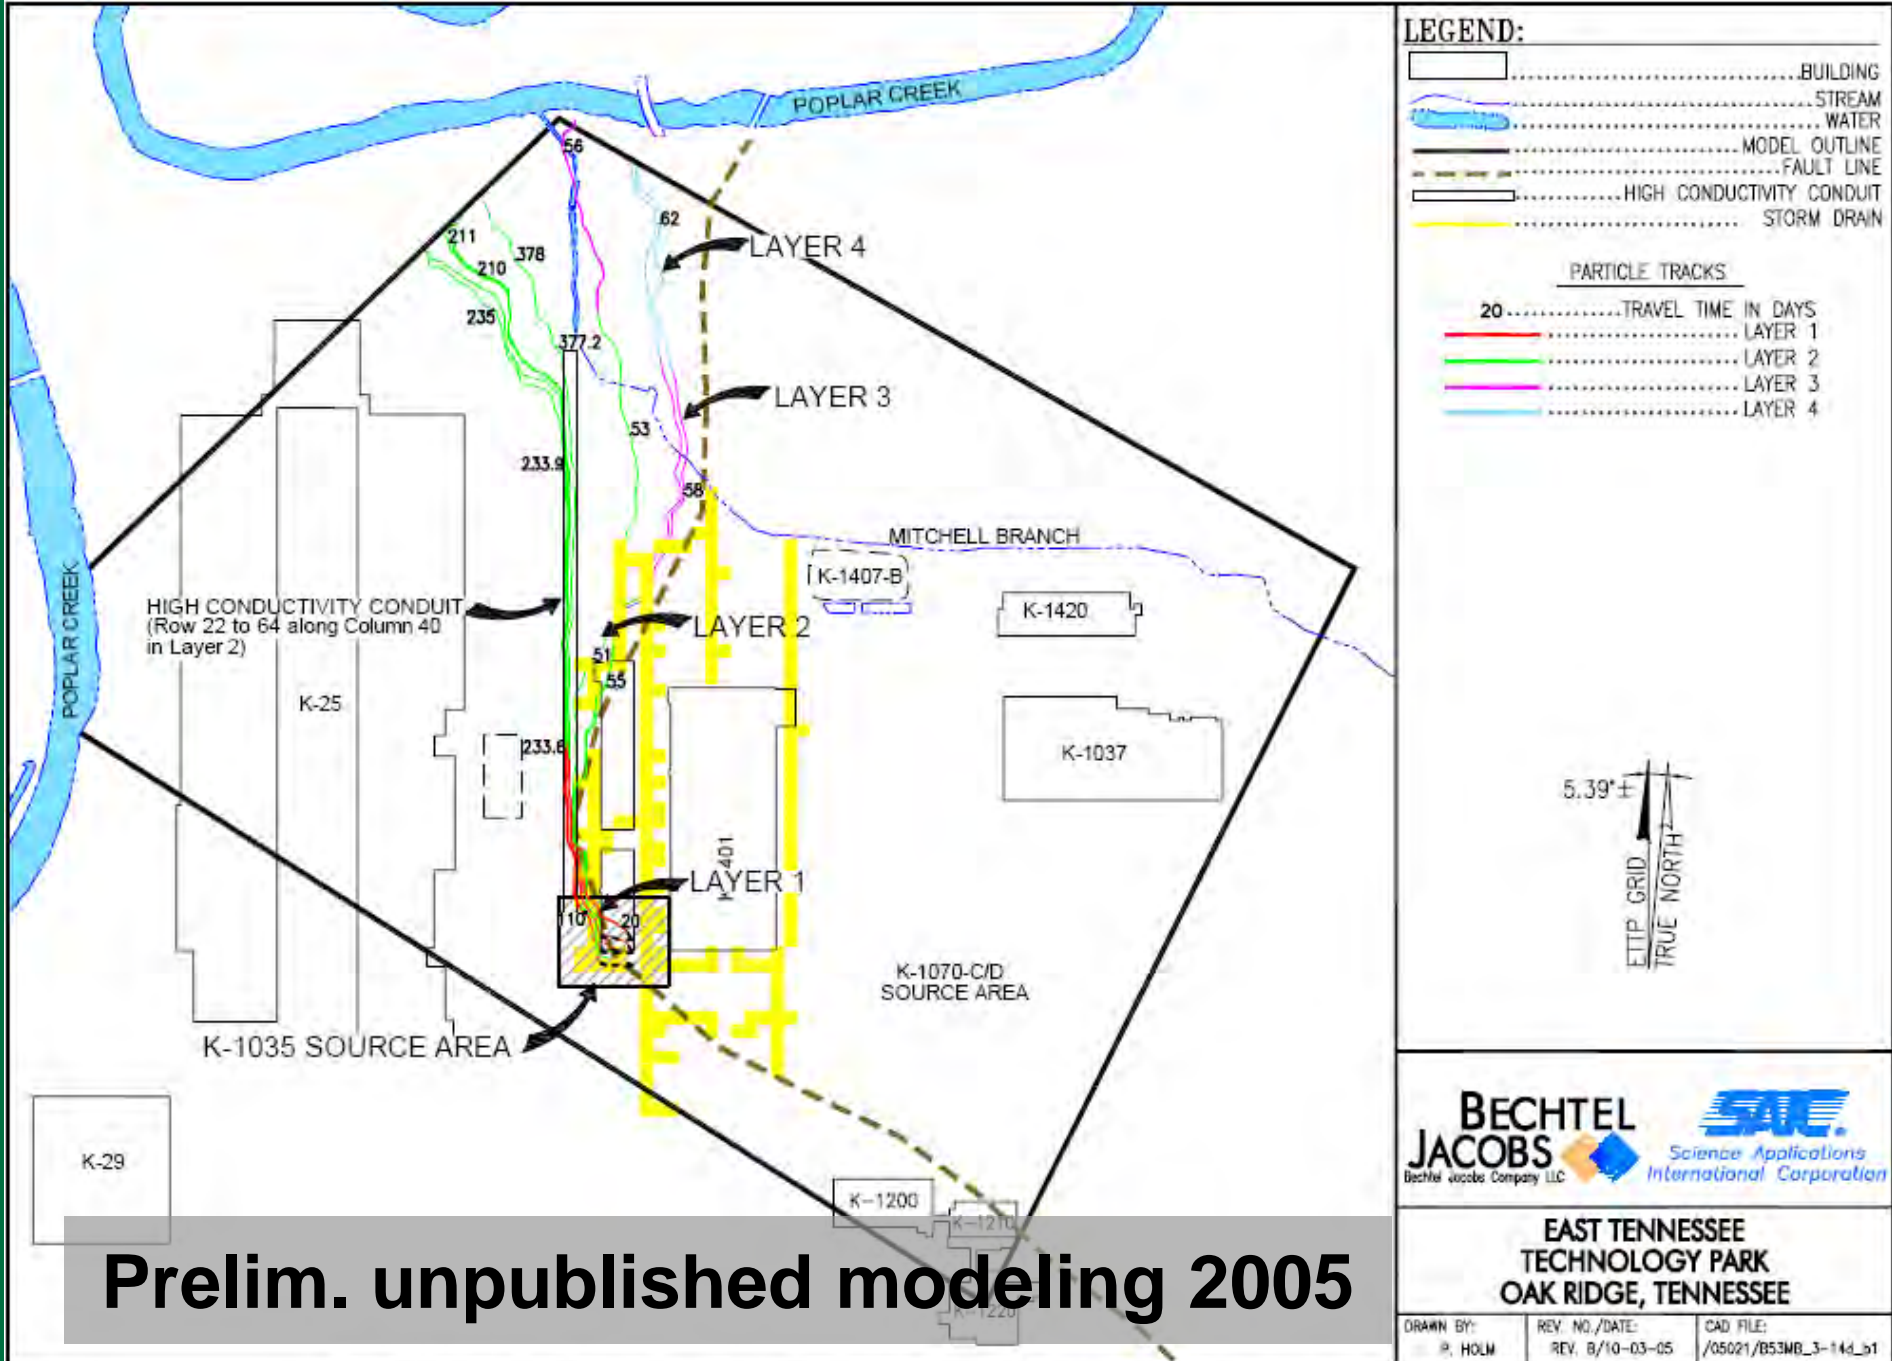 POPLAR CREEK
56
62
LAYER 4
211
378
210
235
377.2
LAYER 3
53
233.9
58
MITCHELL BRANCH
K-1407-B
K-1420
POPLAR CREEK
HIGH CONDUCTIVITY CONDUIT
(Row 22 to 64 along Column 40
in Layer 2)
LAYER 2
51
55
K-25
233.6
K-1037
K-1401
LAYER 1
110
20
K-1070-C/D
SOURCE AREA
K-1035 SOURCE AREA
K-29
K-1200
K-1210
K-1220
Prelim. unpublished modeling 2005
LEGEND:
BUILDING
STREAM
WATER
MODEL OUTLINE
FAULT LINE
HIGH CONDUCTIVITY CONDUIT
STORM DRAIN
PARTICLE TRACKS
20 TRAVEL TIME IN DAYS
LAYER 1
LAYER 2
LAYER 3
LAYER 4
5.39°±
ETTP GRID
TRUE NORTH
BECHTEL
JACOBS
Bechtel Jacobs Company LLC
SAIC
Science Applications
International Corporation
EAST TENNESSEE
TECHNOLOGY PARK
OAK RIDGE, TENNESSEE
DRAWN BY:
P. HOLM
REV. NO./DATE:
REV. B/10-03-05
CAD FILE:
/05021/B53MB_3-14d_b1